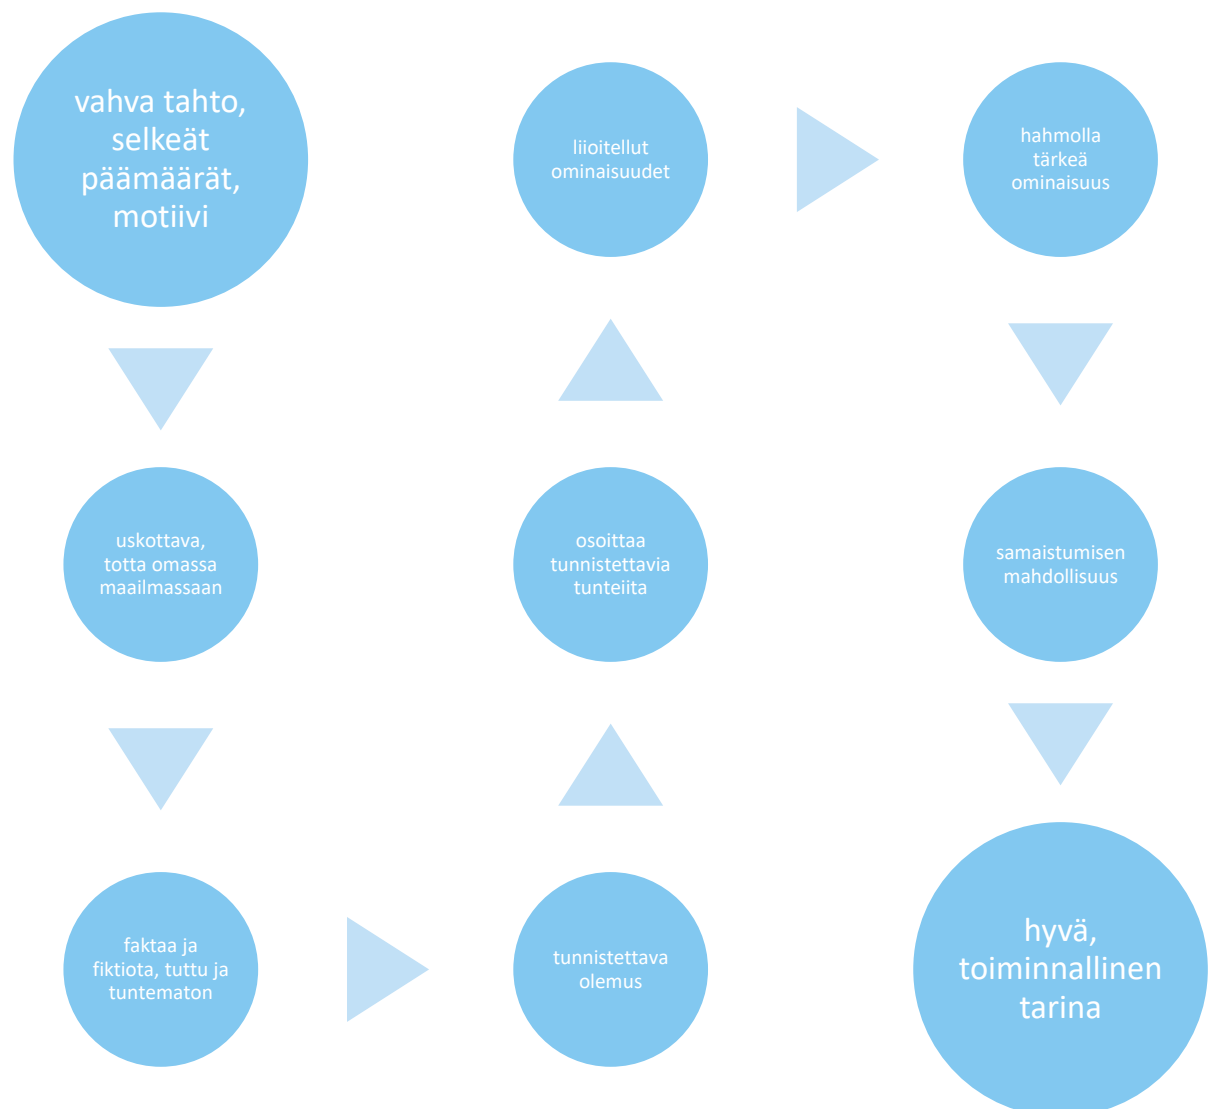 vahva tahto,
selkeät
päämäärät,
motiivi
uskottava,
totta omassa
maailmassaan
faktaa ja
fiktiota, tuttu ja
tuntematon
tunnistettava
olemus
osoittaa
tunnistettavia
tunteiita
liioitellut
ominaisuudet
hahmolla
tärkeä
ominaisuus
samaistumisen
mahdollisuus
hyvä,
toiminnallinen
tarina